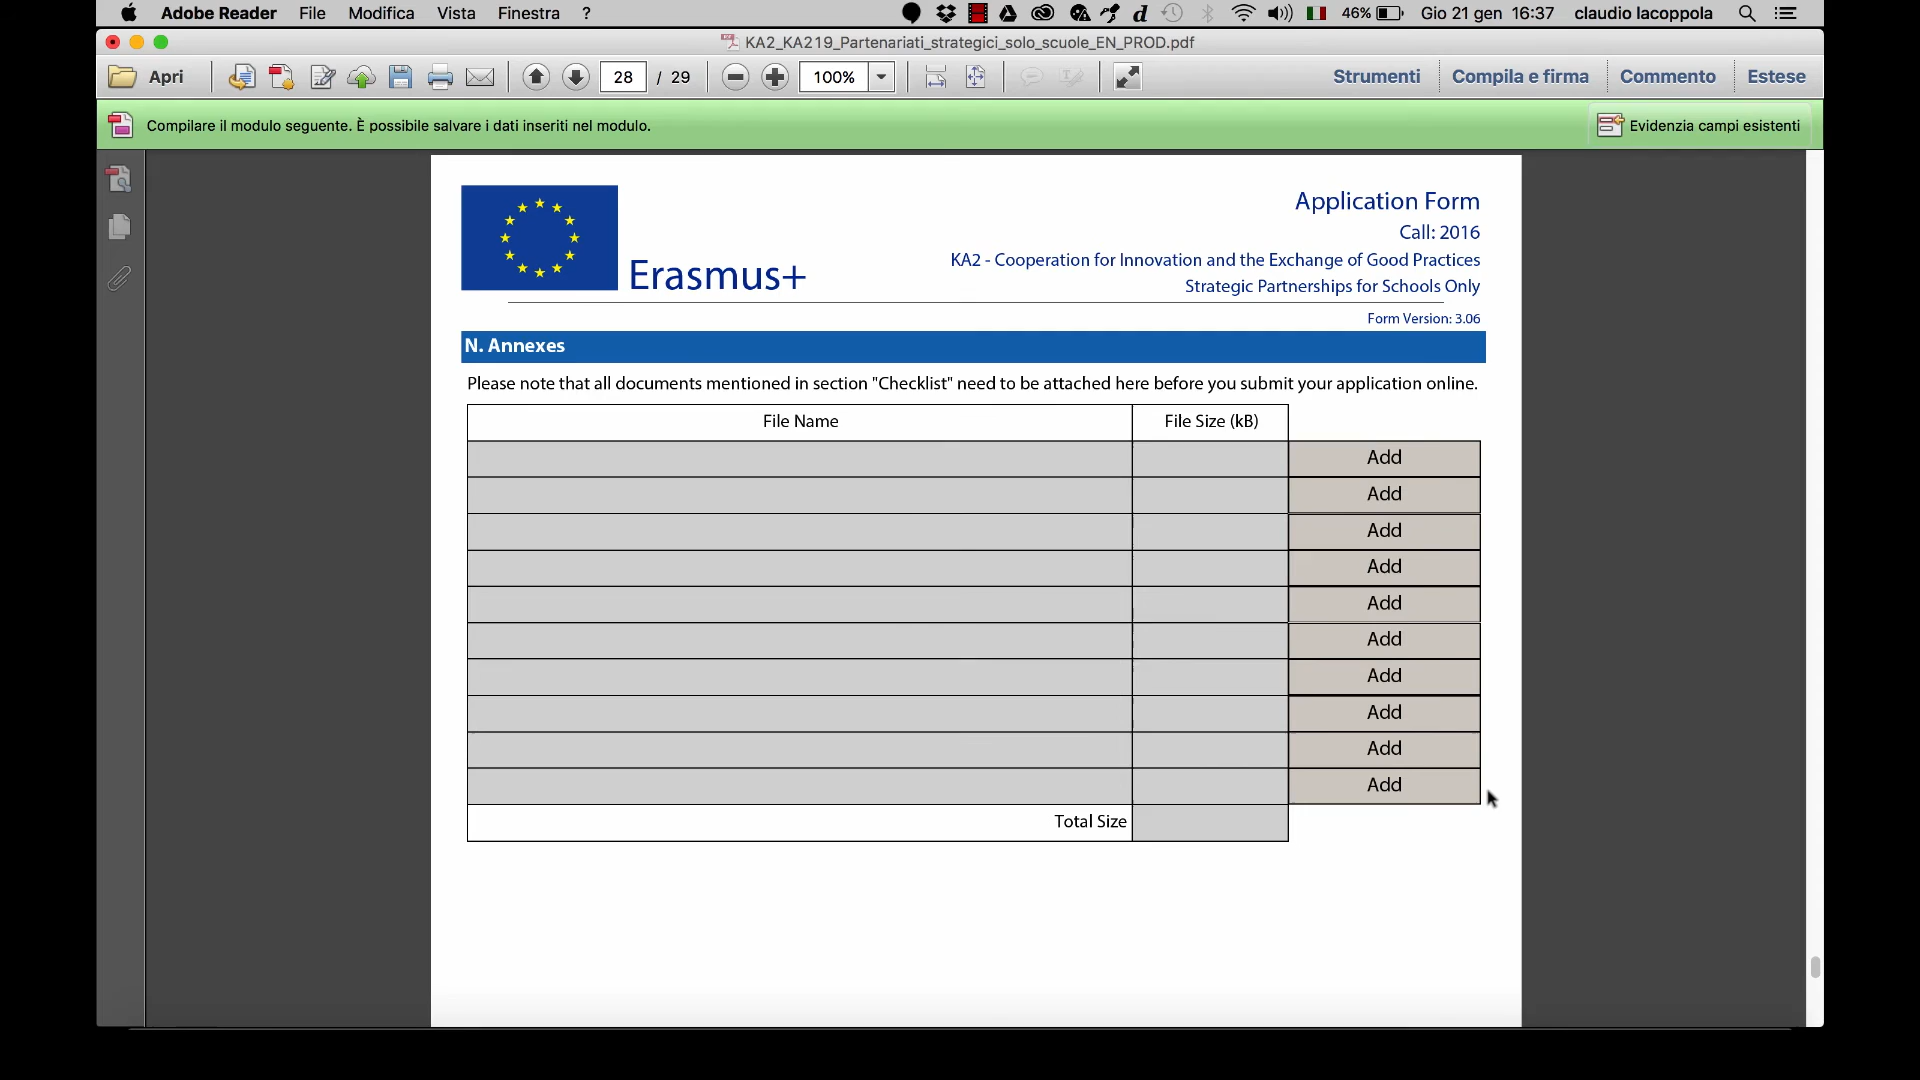 Adobe Reader File Modifica Vista Finestra ? 46% Gio 21 gen 16:37 claudio Iacoppola
KA2_KA219_Partenariati_strategici_solo_scuole_EN_PROD.pdf
Apri 28 / 29 100% Strumenti Compila e firma Commento Estese
Compilare il modulo seguente. È possibile salvare i dati inseriti nel modulo. Evidenzia campi esistenti
Application Form
Call: 2016
KA2 - Cooperation for Innovation and the Exchange of Good Practices
Erasmus+
Strategic Partnerships for Schools Only
Form Version: 3.06
N. Annexes
Please note that all documents mentioned in section "Checklist" need to be attached here before you submit your application online.
File Name File Size (kB)
Add
Add
Add
Add
Add
Add
Add
Add
Add
Add
Total Size